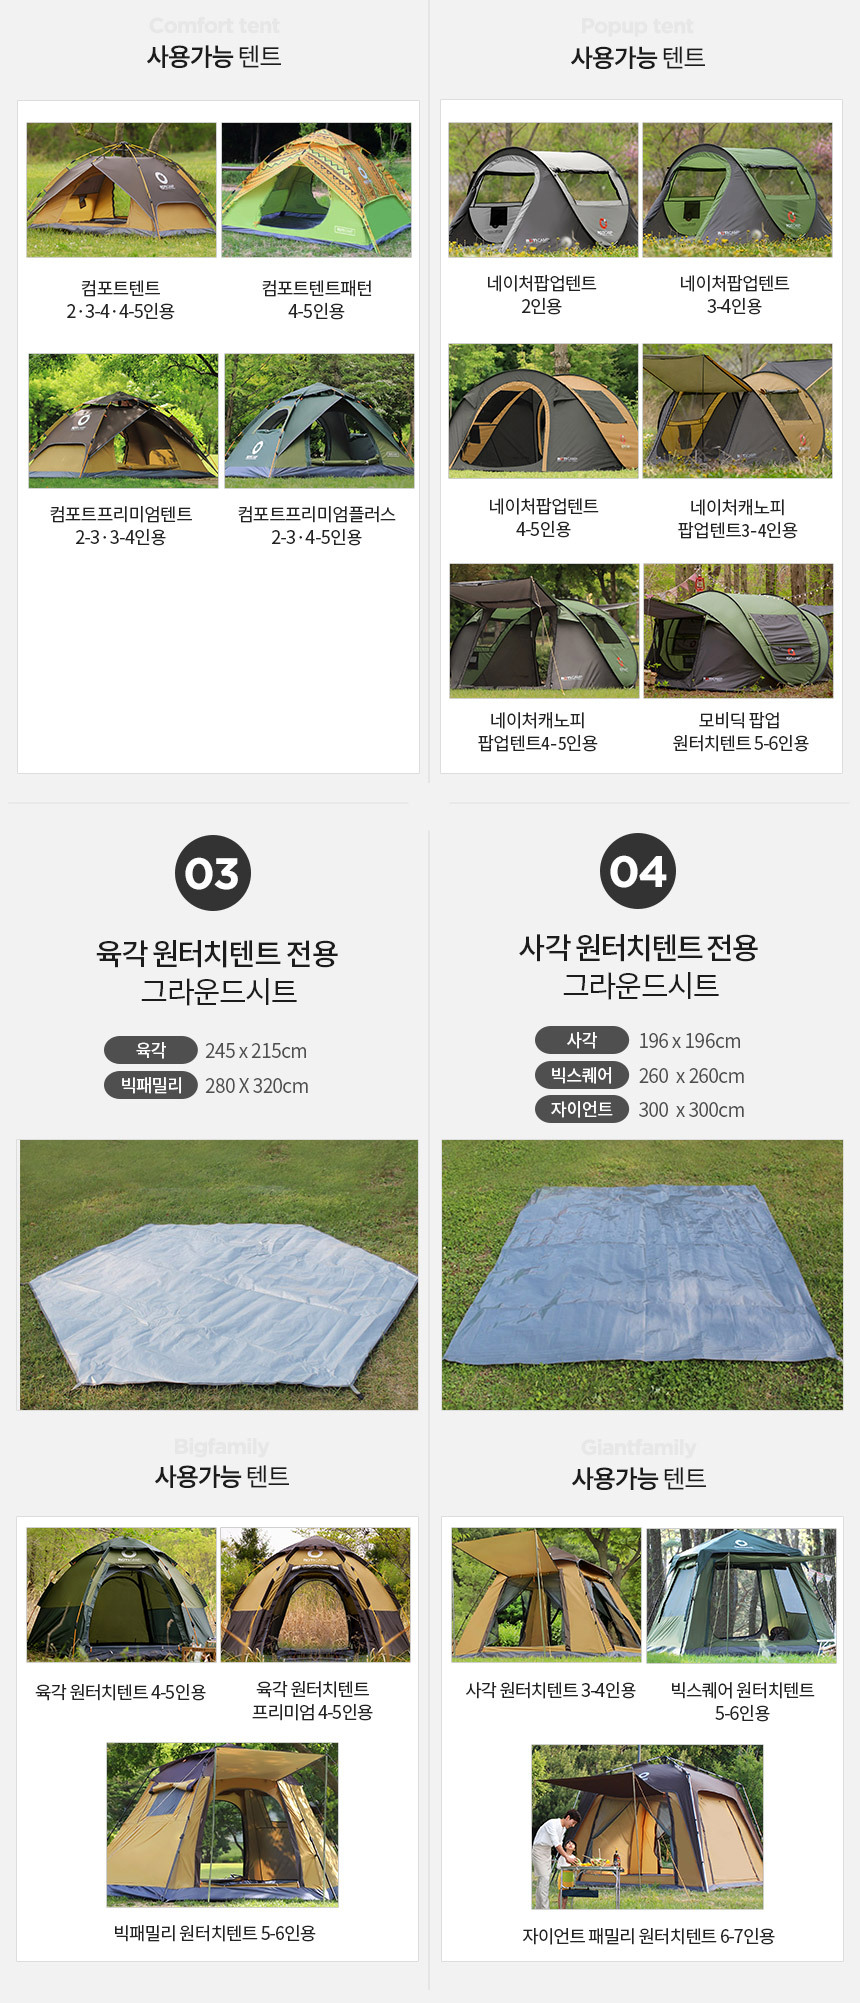 Comfort tent
사용가능 텐트
컴포트텐트
2·3-4·4-5인용
컴포트텐트패턴
4-5인용
컴포트프리미엄텐트
2-3·3-4인용
컴포트프리미엄플러스
2-3·4-5인용
Popup tent
사용가능 텐트
네이처팝업텐트
2인용
네이처팝업텐트
3-4인용
네이처팝업텐트
4-5인용
네이처캐노피
팝업텐트3-4인용
네이처캐노피
팝업텐트4-5인용
모비딕 팝업
원터치텐트 5-6인용
03
육각 원터치텐트 전용
그라운드시트
육각 245 x 215cm
빅패밀리 280 X 320cm
Bigfamily
사용가능 텐트
육각 원터치텐트 4-5인용
육각 원터치텐트
프리미엄 4-5인용
빅패밀리 원터치텐트 5-6인용
04
사각 원터치텐트 전용
그라운드시트
사각 196 x 196cm
빅스퀘어 260 x 260cm
자이언트 300 x 300cm
Giantfamily
사용가능 텐트
사각 원터치텐트 3-4인용
빅스퀘어 원터치텐트
5-6인용
자이언트 패밀리 원터치텐트 6-7인용